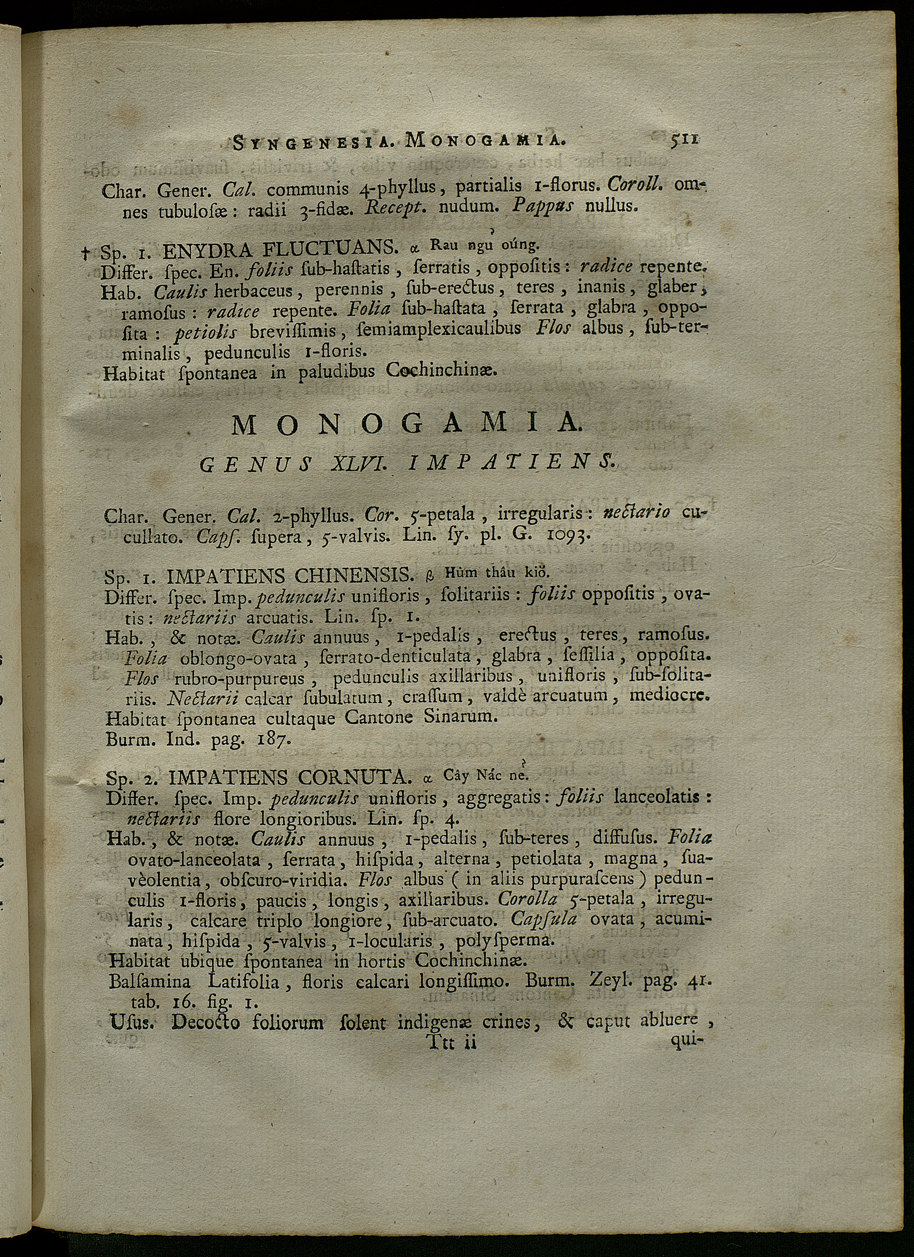 SYNGENESIA. MONOGAMIA. 511
Char. Gener. Cal. communis 4-phyllus, partialis 1-florus. Coroll. om-
nes tubuloſæ: radii 3-fidæ. Recept. nudum. Pappus nullus.
† Sp. 1. ENYDRA FLUCTUANS. α Rau ngu oúng.
Differ. ſpec. En. foliis ſub-haſtatis, ſerratis, oppoſitis: radice repente.
Hab. Caulis herbaceus, perennis, ſub-erectus, teres, inanis, glaber,
ramoſus: radice repente. Folia ſub-haſtata, ſerrata, glabra, oppo-
ſita: petiolis breviſſimis, ſemiamplexicaulibus Flos albus, ſub-ter-
minalis, pedunculis 1-floris.
Habitat ſpontanea in paludibus Cochinchinæ.
MONOGAMIA.
GENUS XLVI. IMPATIENS.
Char. Gener. Cal. 2-phyllus. Cor. 5-petala, irregularis: nectario cu-
cullato. Capſ. ſupera, 5-valvis. Lin. ſy. pl. G. 1093.
Sp. 1. IMPATIENS CHINENSIS. β Hùm thâu kiõ.
Differ. ſpec. Imp. pedunculis unifloris, ſolitariis: foliis oppoſitis, ova-
tis: nectariis arcuatis. Lin. ſp. 1.
Hab., & notæ. Caulis annuus, 1-pedalis, erectus, teres, ramoſus.
Folia oblongo-ovata, ſerrato-denticulata, glabra, ſeſſilia, oppoſita.
Flos rubro-purpureus, pedunculis axillaribus, unifloris, ſub-ſolita-
riis. Nectarii calcar ſubulatum, craſſum, valdè arcuatum, mediocre.
Habitat ſpontanea cultaque Cantone Sinarum.
Burm. Ind. pag. 187.
Sp. 2. IMPATIENS CORNUTA. α Cây Nác nẻ.
Differ. ſpec. Imp. pedunculis unifloris, aggregatis: foliis lanceolatis:
nectariis flore longioribus. Lin. ſp. 4.
Hab., & notæ. Caulis annuus, 1-pedalis, ſub-teres, diffuſus. Folia
ovato-lanceolata, ſerrata, hiſpida, alterna, petiolata, magna, ſua-
vèolentia, obſcuro-viridia. Flos albus (in aliis purpuraſcens) pedun-
culis 1-floris, paucis, longis, axillaribus. Corolla 5-petala, irregu-
laris, calcare triplo longiore, ſub-arcuato. Capſula ovata, acumi-
nata, hiſpida, 5-valvis, 1-locularis, polyſperma.
Habitat ubique ſpontanea in hortis Cochinchinæ.
Balſamina Latifolia, floris calcari longiſſimo. Burm. Zeyl. pag. 41.
tab. 16. fig. 1.
Uſus. Decocto foliorum ſolent indigenæ crines, & caput abluere,
Ttt ii qui-